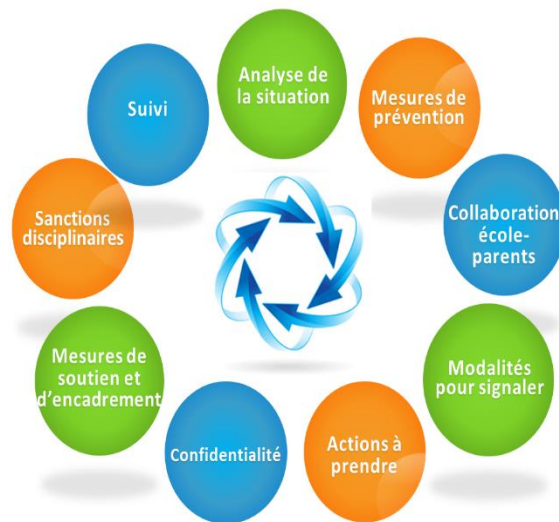 Analyse de
la situation
Mesures de
prévention
Collaboration
école-
parents
Modalités
pour signaler
Actions à
prendre
Confidentialité
Mesures de
soutien et
d'encadrement
Sanctions
disciplinaires
Suivi